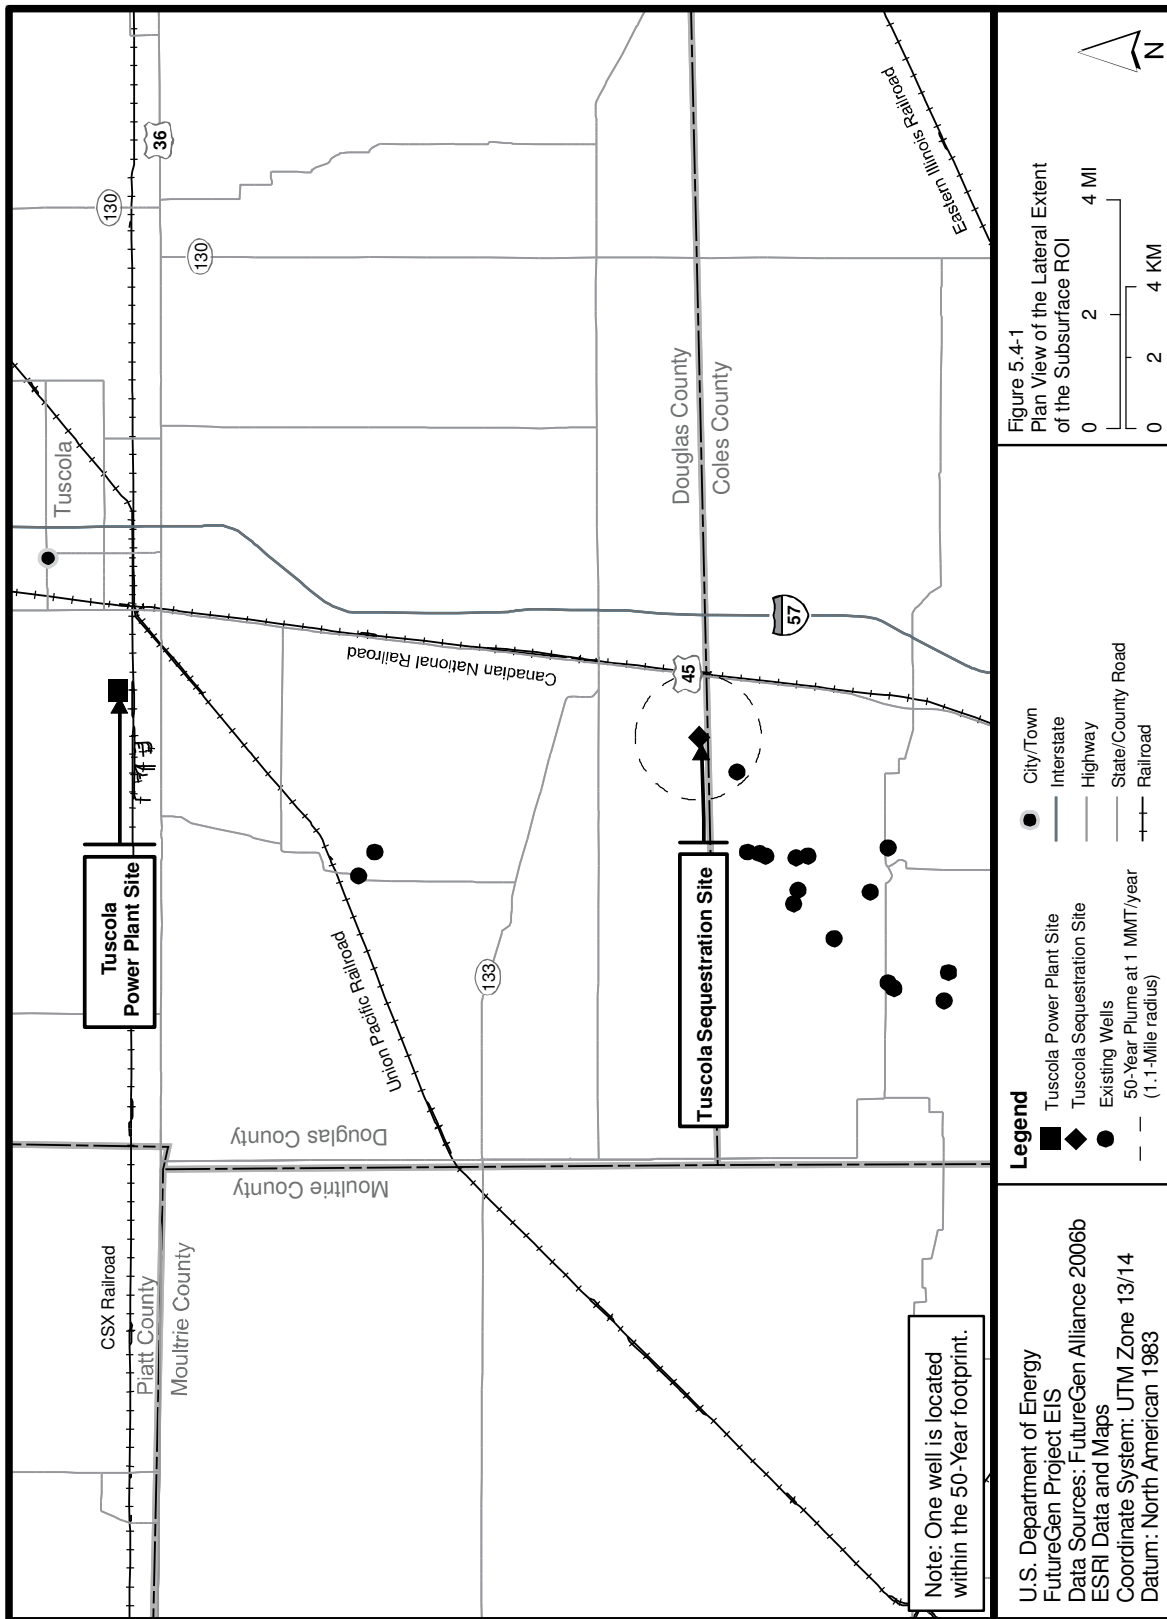 36
130
130
Tuscola
Tuscola
Power Plant Site
CSX Railroad
Piatt County
Moultrie County
Moultrie County
Douglas County
Union Pacific Railroad
Canadian National Railroad
Eastern Illinois Railroad
133
45
57
Douglas County
Coles County
Tuscola Sequestration Site
Note: One well is located
within the 50-Year footprint.
U.S. Department of Energy
FutureGen Project EIS
Data Sources: FutureGen Alliance 2006b
ESRI Data and Maps
Coordinate System: UTM Zone 13/14
Datum: North American 1983
Legend
Tuscola Power Plant Site
Tuscola Sequestration Site
Existing Wells
50-Year Plume at 1 MMT/year
(1.1-Mile radius)
City/Town
Interstate
Highway
State/County Road
Railroad
Figure 5.4-1
Plan View of the Lateral Extent
of the Subsurface ROI
0 2 4 MI
0 2 4 KM
N